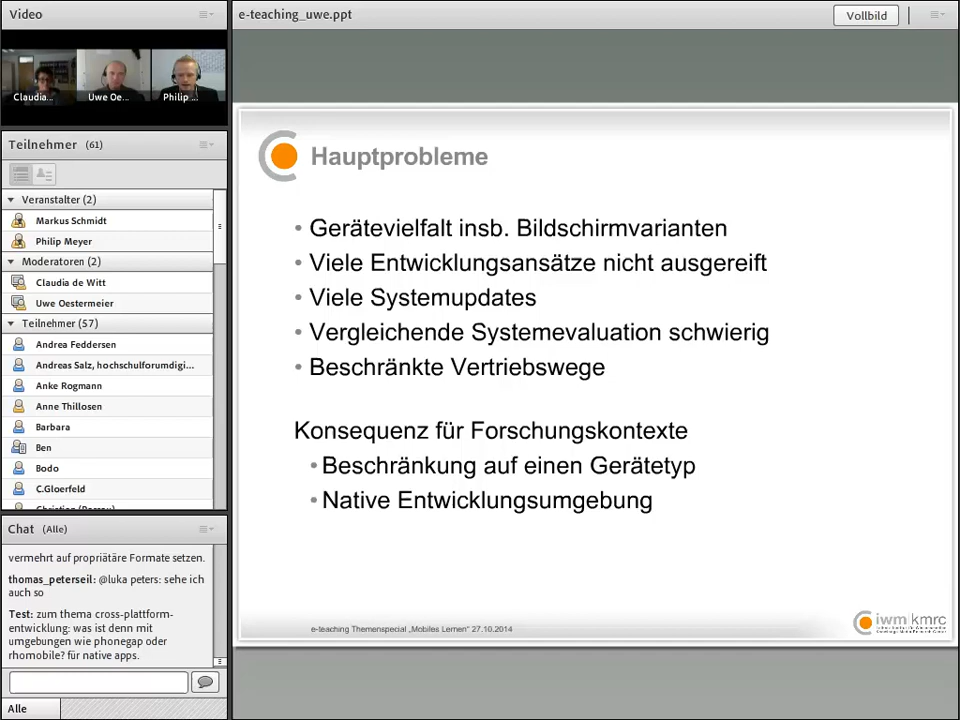 Video
Claudia...
Uwe Oe...
Philip ...
Teilnehmer (61)
Veranstalter (2)
Markus Schmidt
Philip Meyer
Moderatoren (2)
Claudia de Witt
Uwe Oestermeier
Teilnehmer (57)
Andrea Feddersen
Andreas Salz, hochschulforumdigi...
Anke Rogmann
Anne Thillosen
Barbara
Ben
Bodo
C.Gloerfeld
Chat (Alle)
vermehrt auf propriätäre Formate setzen.
thomas_peterseil: @luka peters: sehe ich
auch so
Test: zum thema cross-plattform-
entwicklung: was ist denn mit
umgebungen wie phonegap oder
rhomobile? für native apps.
Alle
e-teaching_uwe.ppt
Vollbild
Hauptprobleme
• Gerätevielfalt insb. Bildschirmvarianten
• Viele Entwicklungsansätze nicht ausgereift
• Viele Systemupdates
• Vergleichende Systemevaluation schwierig
• Beschränkte Vertriebswege
Konsequenz für Forschungskontexte
• Beschränkung auf einen Gerätetyp
• Native Entwicklungsumgebung
e-teaching Themenspecial „Mobiles Lernen" 27.10.2014
iwm|kmrc